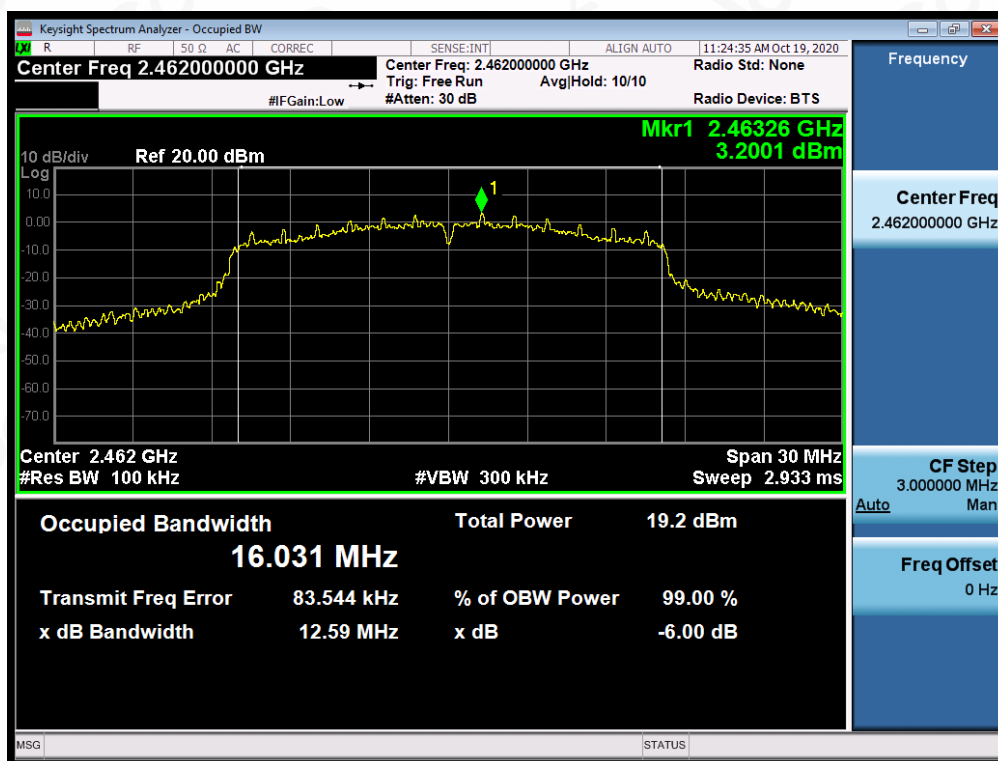 Keysight Spectrum Analyzer - Occupied BW
LXI R RF 50 Ω AC CORREC SENSE:INT ALIGN AUTO 11:24:35 AM Oct 19, 2020
Center Freq 2.462000000 GHz
Center Freq: 2.462000000 GHz
Radio Std: None
Trig: Free Run Avg|Hold: 10/10
#IFGain:Low
#Atten: 30 dB
Radio Device: BTS
Mkr1 2.46326 GHz
3.2001 dBm
10 dB/div Ref 20.00 dBm
Log
10.0
0.00
-10.0
-20.0
-30.0
-40.0
-50.0
-60.0
-70.0
1
Center 2.462 GHz Span 30 MHz
#Res BW 100 kHz #VBW 300 kHz Sweep 2.933 ms
Occupied Bandwidth Total Power 19.2 dBm
16.031 MHz
Transmit Freq Error 83.544 kHz % of OBW Power 99.00 %
x dB Bandwidth 12.59 MHz x dB -6.00 dB
MSG STATUS
Frequency
Center Freq
2.462000000 GHz
CF Step
3.000000 MHz
Auto Man
Freq Offset
0 Hz